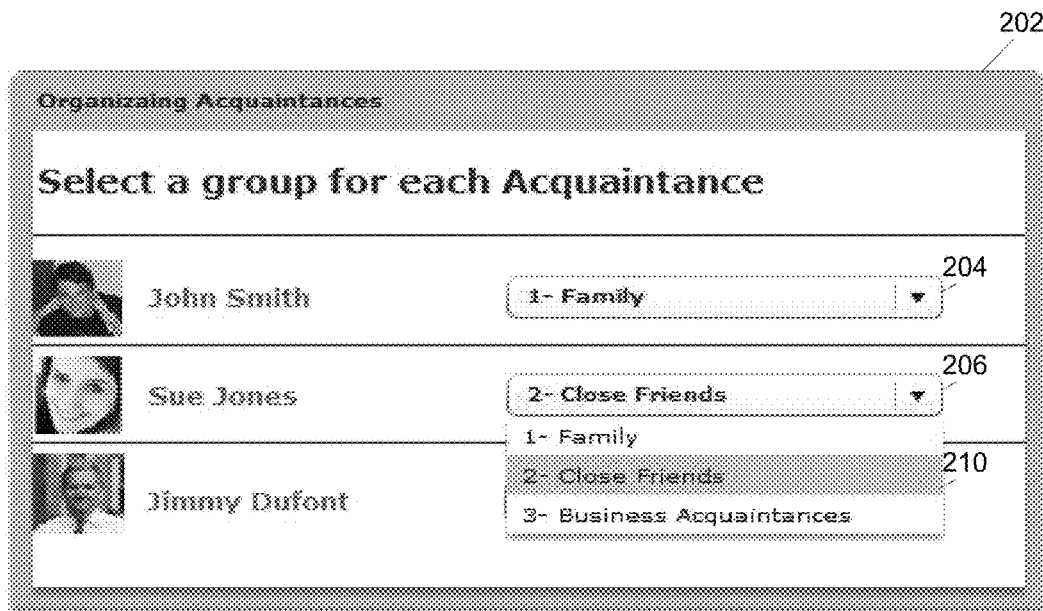 202
Organizaing Acquaintances
Select a group for each Acquaintance
John Smith
1- Family
204
Sue Jones
2- Close Friends
206
1- Family
2- Close Friends
210
Jimmy Dufont
3- Business Acquaintances